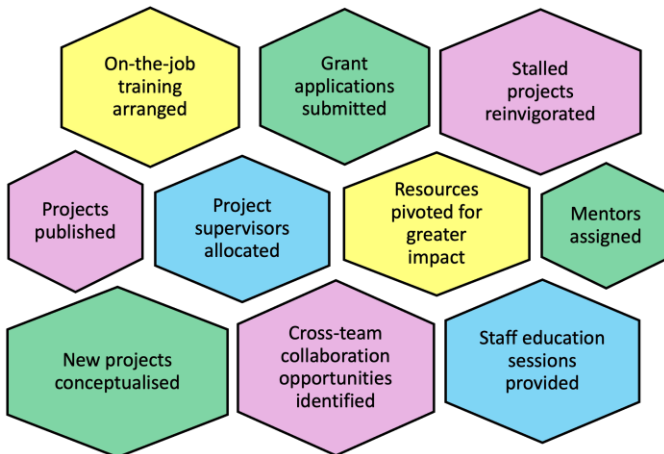 On-the-job
training
arranged
Grant
applications
submitted
Stalled
projects
reinvigorated
Projects
published
Project
supervisors
allocated
Resources
pivoted for
greater
impact
Mentors
assigned
New projects
conceptualised
Cross-team
collaboration
opportunities
identified
Staff education
sessions
provided